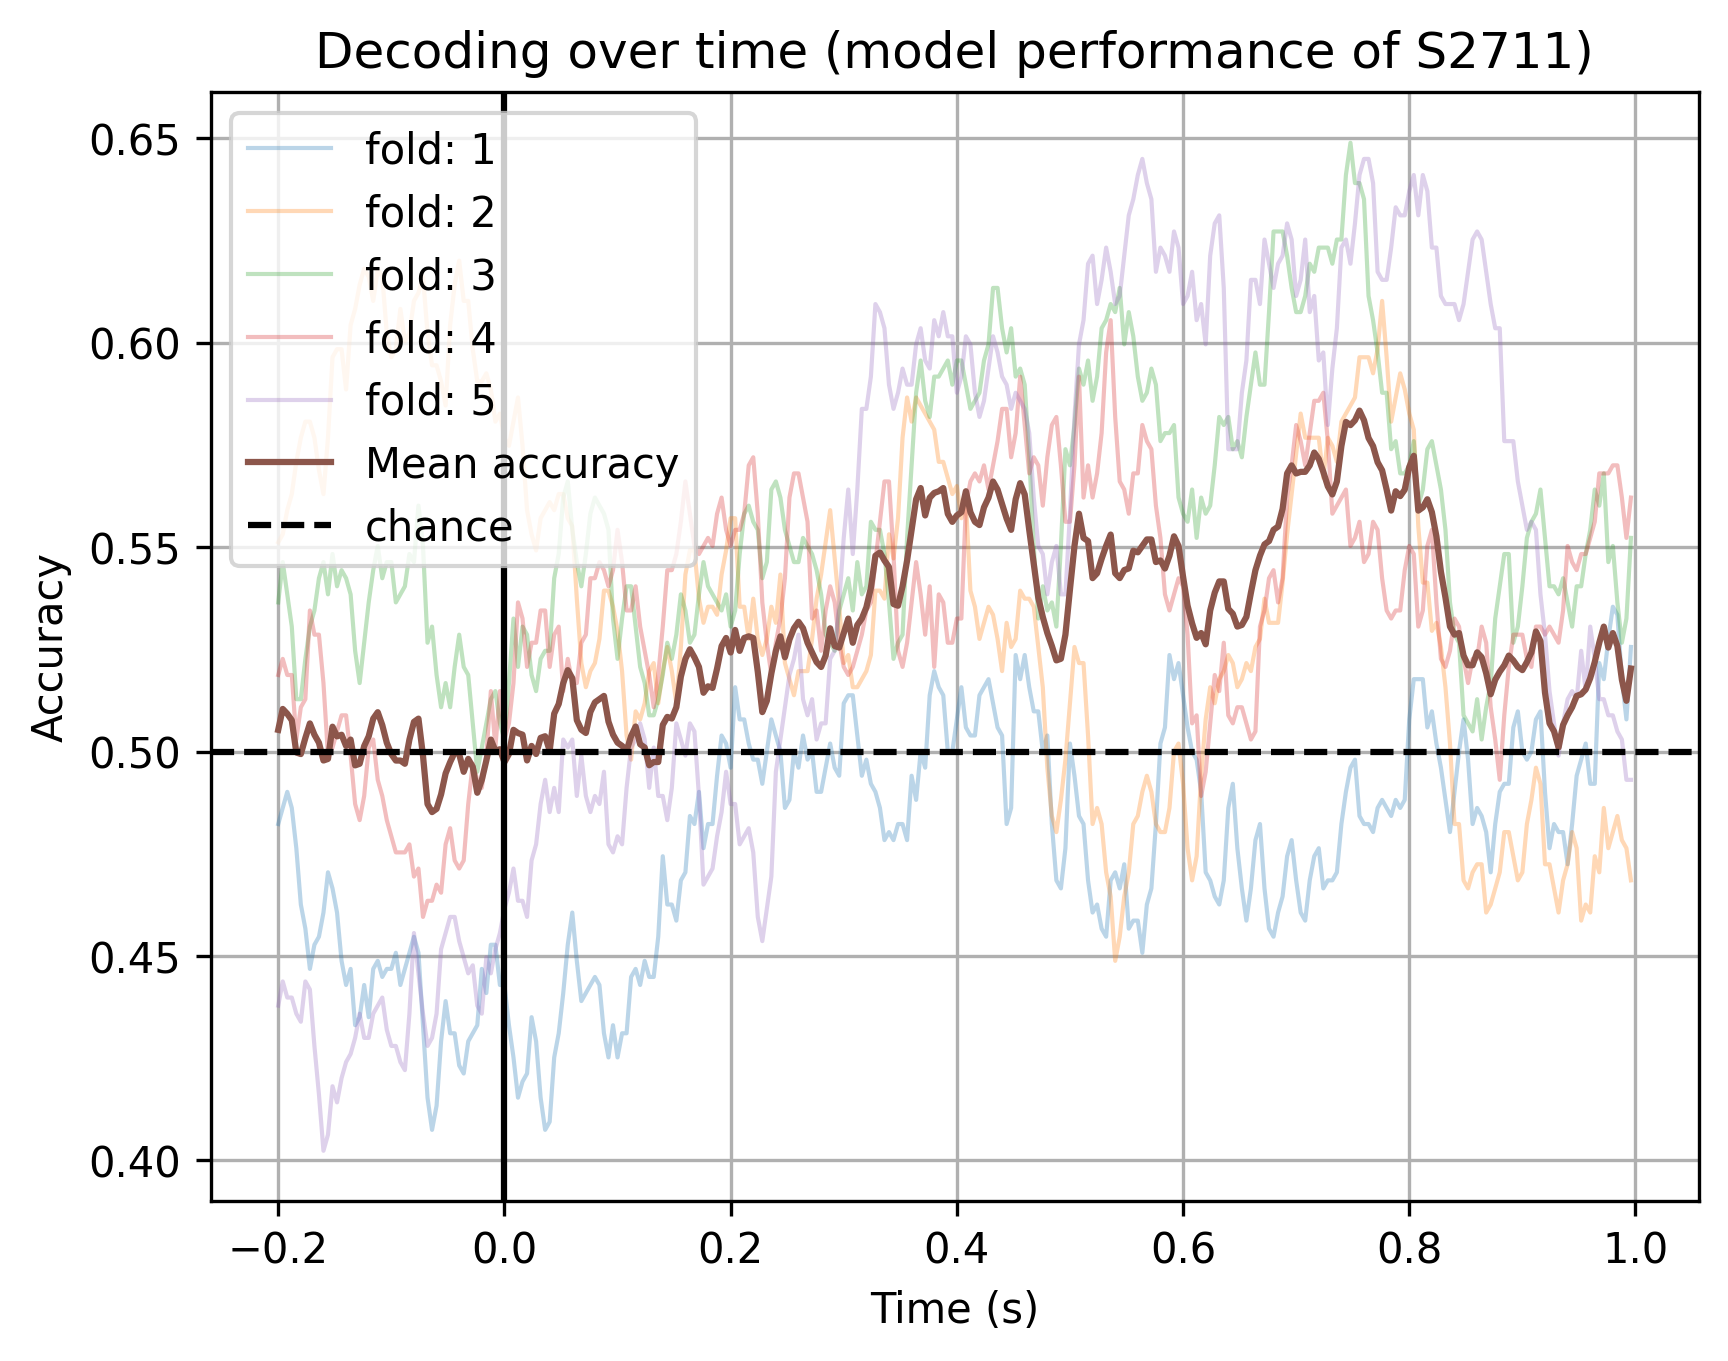 Decoding over time (model performance of S2711)
0.65
0.60
0.55
0.50
0.45
0.40
Accuracy
fold: 1
fold: 2
fold: 3
fold: 4
fold: 5
Mean accuracy
chance
−0.2 0.0 0.2 0.4 0.6 0.8 1.0
Time (s)